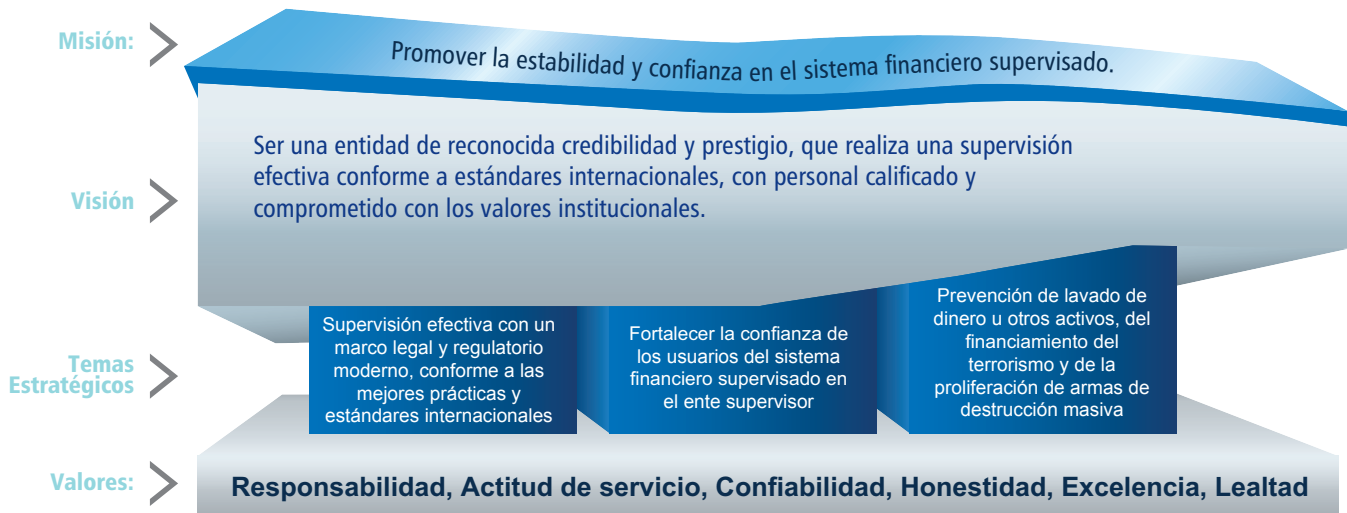 Misión:
Promover la estabilidad y confianza en el sistema financiero supervisado.
Visión
Ser una entidad de reconocida credibilidad y prestigio, que realiza una supervisión
efectiva conforme a estándares internacionales, con personal calificado y
comprometido con los valores institucionales.
Temas
Estratégicos
Supervisión efectiva con un
marco legal y regulatorio
moderno, conforme a las
mejores prácticas y
estándares internacionales
Fortalecer la confianza de
los usuarios del sistema
financiero supervisado en
el ente supervisor
Prevención de lavado de
dinero u otros activos, del
financiamiento del
terrorismo y de la
proliferación de armas de
destrucción masiva
Valores:
Responsabilidad, Actitud de servicio, Confiabilidad, Honestidad, Excelencia, Lealtad